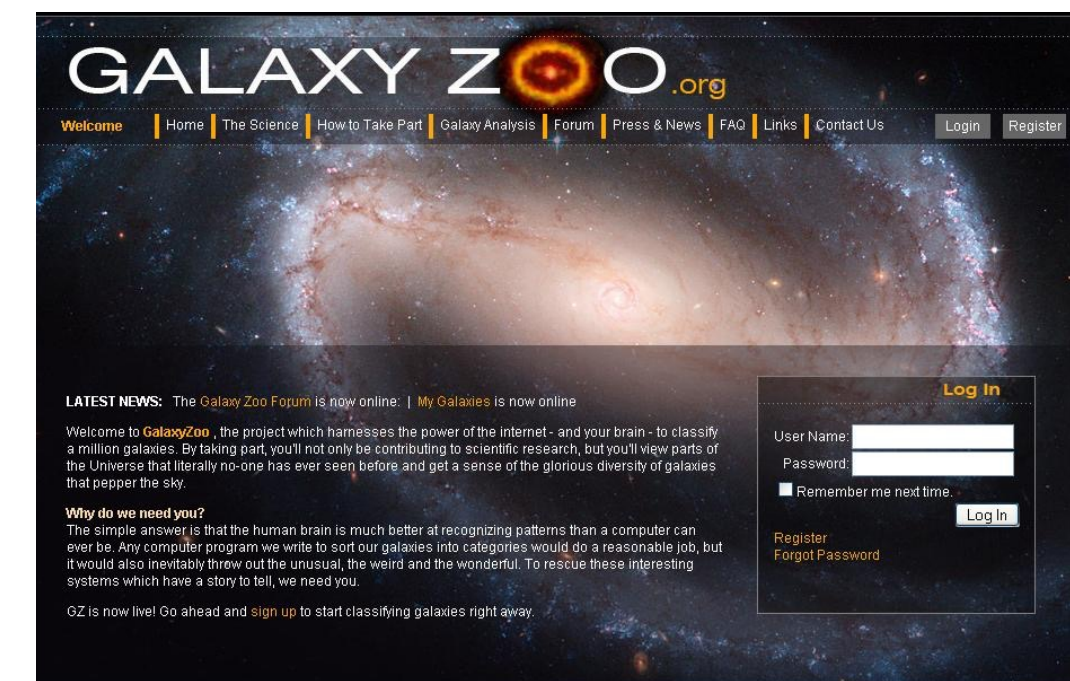 GALAXY ZOO.org
Welcome Home The Science How to Take Part Galaxy Analysis Forum Press & News FAQ Links Contact Us Login Register
LATEST NEWS: The Galaxy Zoo Forum is now online: | My Galaxies is now online
Welcome to GalaxyZoo , the project which harnesses the power of the internet - and your brain - to classify
a million galaxies. By taking part, you'll not only be contributing to scientific research, but you'll view parts of
the Universe that literally no-one has ever seen before and get a sense of the glorious diversity of galaxies
that pepper the sky.
Why do we need you?
The simple answer is that the human brain is much better at recognizing patterns than a computer can
ever be. Any computer program we write to sort our galaxies into categories would do a reasonable job, but
it would also inevitably throw out the unusual, the weird and the wonderful. To rescue these interesting
systems which have a story to tell, we need you.
GZ is now live! Go ahead and sign up to start classifying galaxies right away.
Log In
User Name:
Password:
Remember me next time.
Log In
Register
Forgot Password